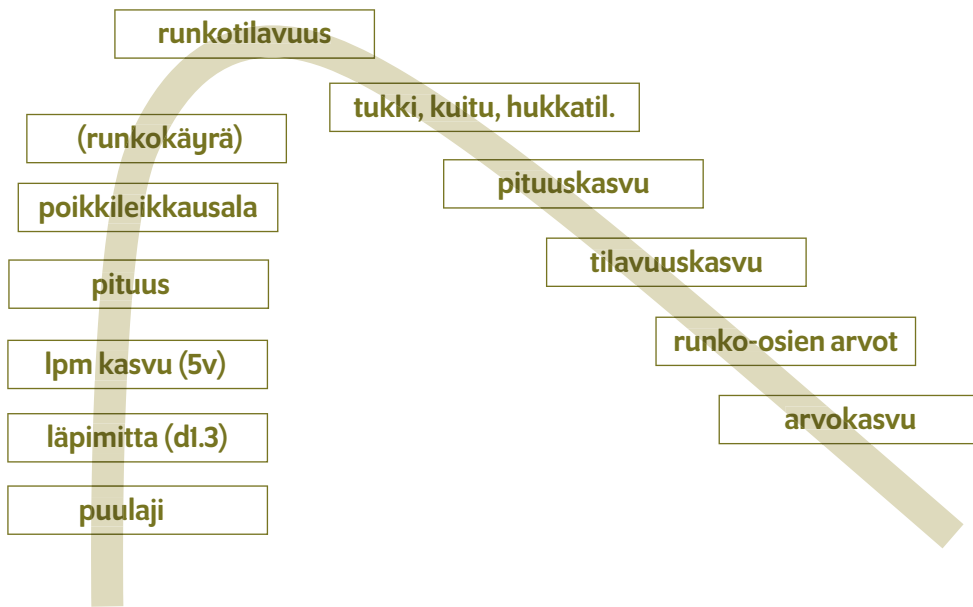 runkotilavuus
tukki, kuitu, hukkatil.
(runkokäyrä)
pituuskasvu
poikkileikkausala
tilavuuskasvu
pituus
runko-osien arvot
lpm kasvu (5v)
arvokasvu
läpimitta (d1.3)
puulaji